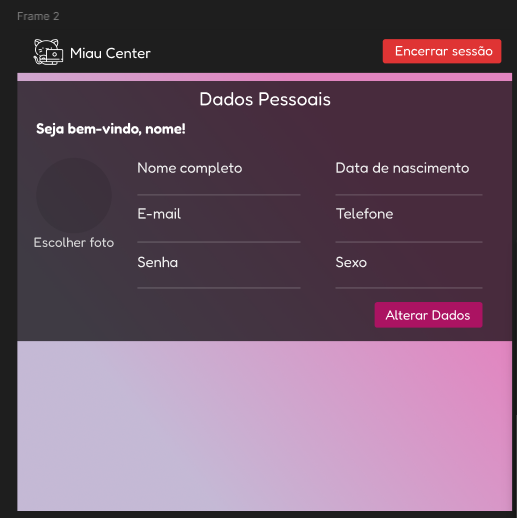 Frame 2
Miau Center
Encerrar sessão
Dados Pessoais
Seja bem-vindo, nome!
Nome completo
Data de nascimento
E-mail
Telefone
Escolher foto
Senha
Sexo
Alterar Dados